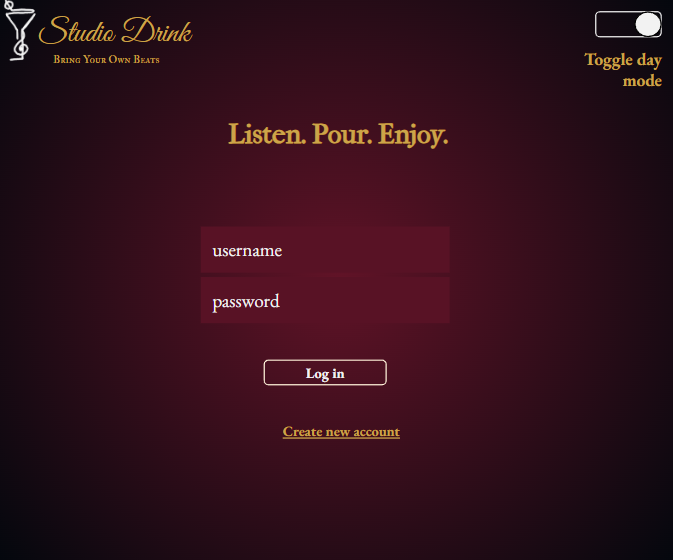 Studio Drink
Bring Your Own Beats
Toggle day
mode
Listen. Pour. Enjoy.
username
password
Log in
Create new account